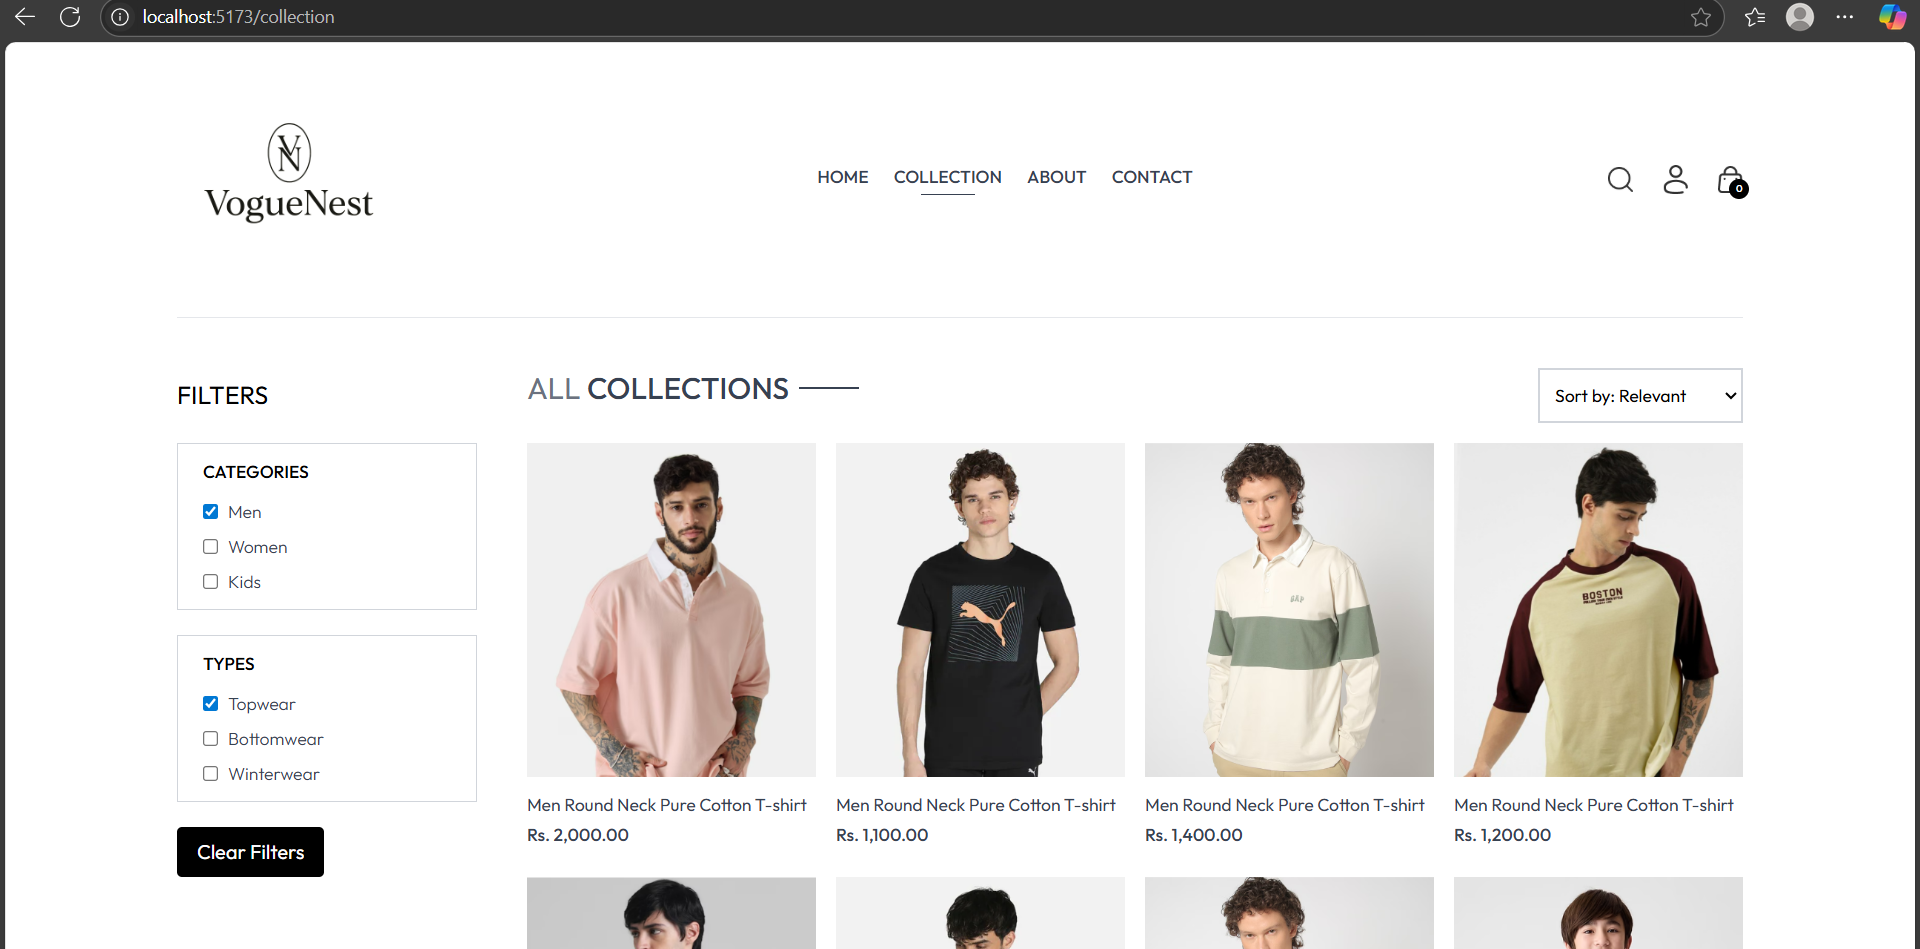 localhost:5173/collection
VN
VogueNest
HOME COLLECTION ABOUT CONTACT
0
FILTERS
ALL COLLECTIONS
Sort by: Relevant
CATEGORIES
Men
Women
Kids
TYPES
Topwear
Bottomwear
Winterwear
Clear Filters
GAP
BOSTON
Men Round Neck Pure Cotton T-shirt
Rs. 2,000.00
Men Round Neck Pure Cotton T-shirt
Rs. 1,100.00
Men Round Neck Pure Cotton T-shirt
Rs. 1,400.00
Men Round Neck Pure Cotton T-shirt
Rs. 1,200.00